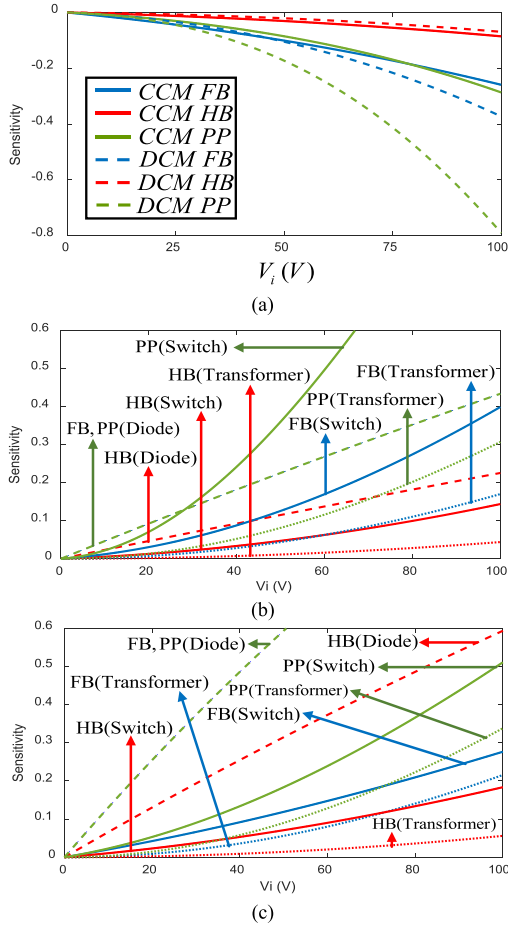 0
-0.2
-0.4
-0.6
-0.8
Sensitivity
CCM FB
CCM HB
CCM PP
DCM FB
DCM HB
DCM PP
0 25 50 75 100
V_i (V)
(a)
0.6
0.5
0.4
0.3
0.2
0.1
0
Sensitivity
PP(Switch)
HB(Transformer)
FB(Transformer)
HB(Switch)
PP(Transformer)
FB,PP(Diode)
FB(Switch)
HB(Diode)
0 20 40 60 80 100
Vi (V)
(b)
0.6
0.5
0.4
0.3
0.2
0.1
0
Sensitivity
FB,PP(Diode)
HB(Diode)
PP(Switch)
FB(Transformer)
PP(Transformer)
FB(Switch)
HB(Switch)
HB(Transformer)
0 20 40 60 80 100
Vi (V)
(c)